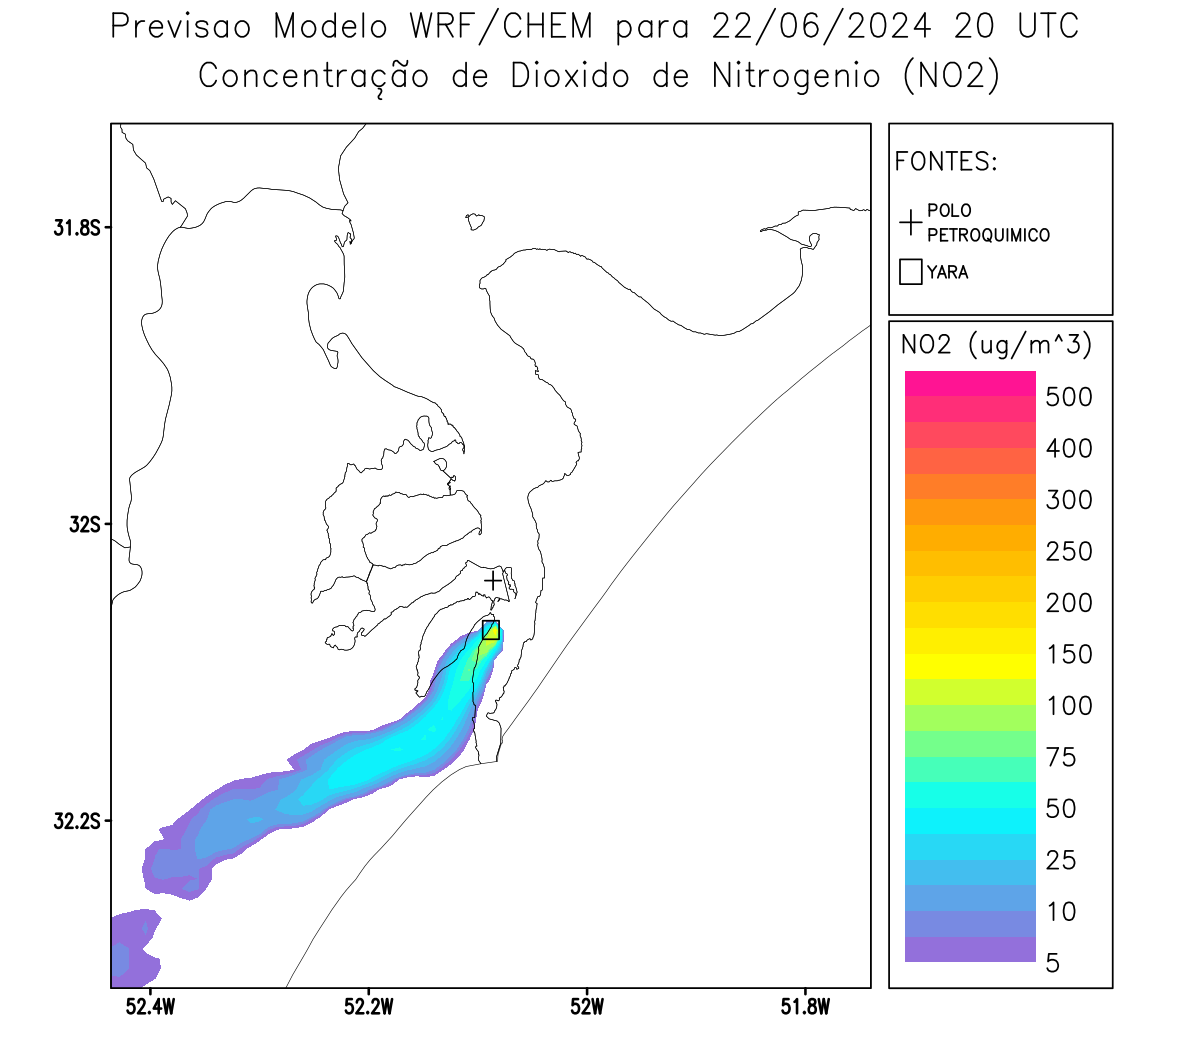 Previsao Modelo WRF/CHEM para 22/06/2024 20 UTC
Concentração de Dioxido de Nitrogenio (NO2)
FONTES:
POLO
PETROQUIMICO
YARA
NO2 (ug/m^3)
500
400
300
250
200
150
100
75
50
25
10
5
31.8S
32S
32.2S
52.4W
52.2W
52W
51.8W